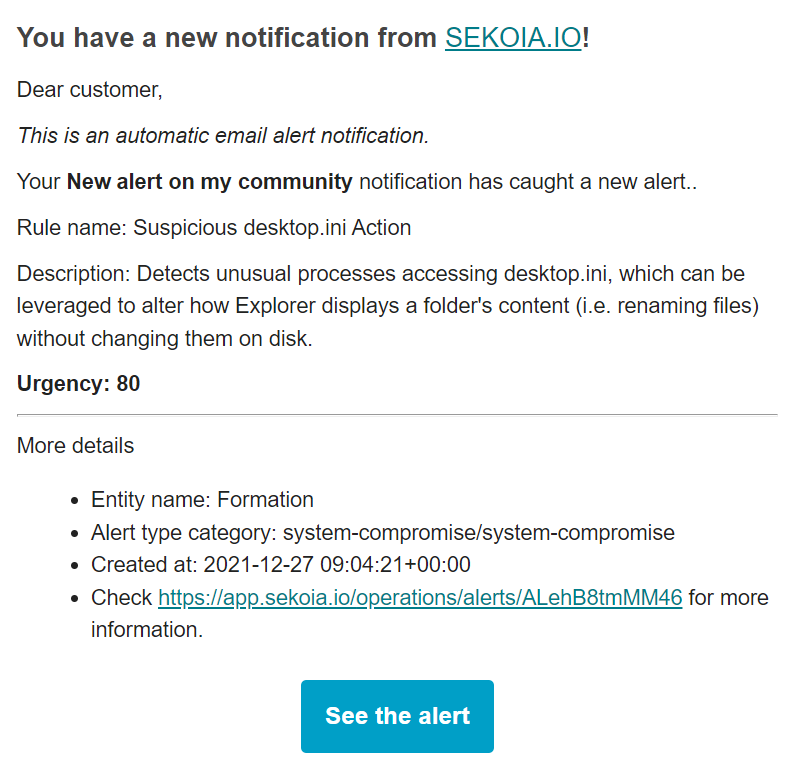 You have a new notification from SEKOIA.IO!
Dear customer,
This is an automatic email alert notification.
Your New alert on my community notification has caught a new alert..
Rule name: Suspicious desktop.ini Action
Description: Detects unusual processes accessing desktop.ini, which can be
leveraged to alter how Explorer displays a folder's content (i.e. renaming files)
without changing them on disk.
Urgency: 80
More details
• Entity name: Formation
• Alert type category: system-compromise/system-compromise
• Created at: 2021-12-27 09:04:21+00:00
• Check https://app.sekoia.io/operations/alerts/ALehB8tmMM46 for more
information.
See the alert